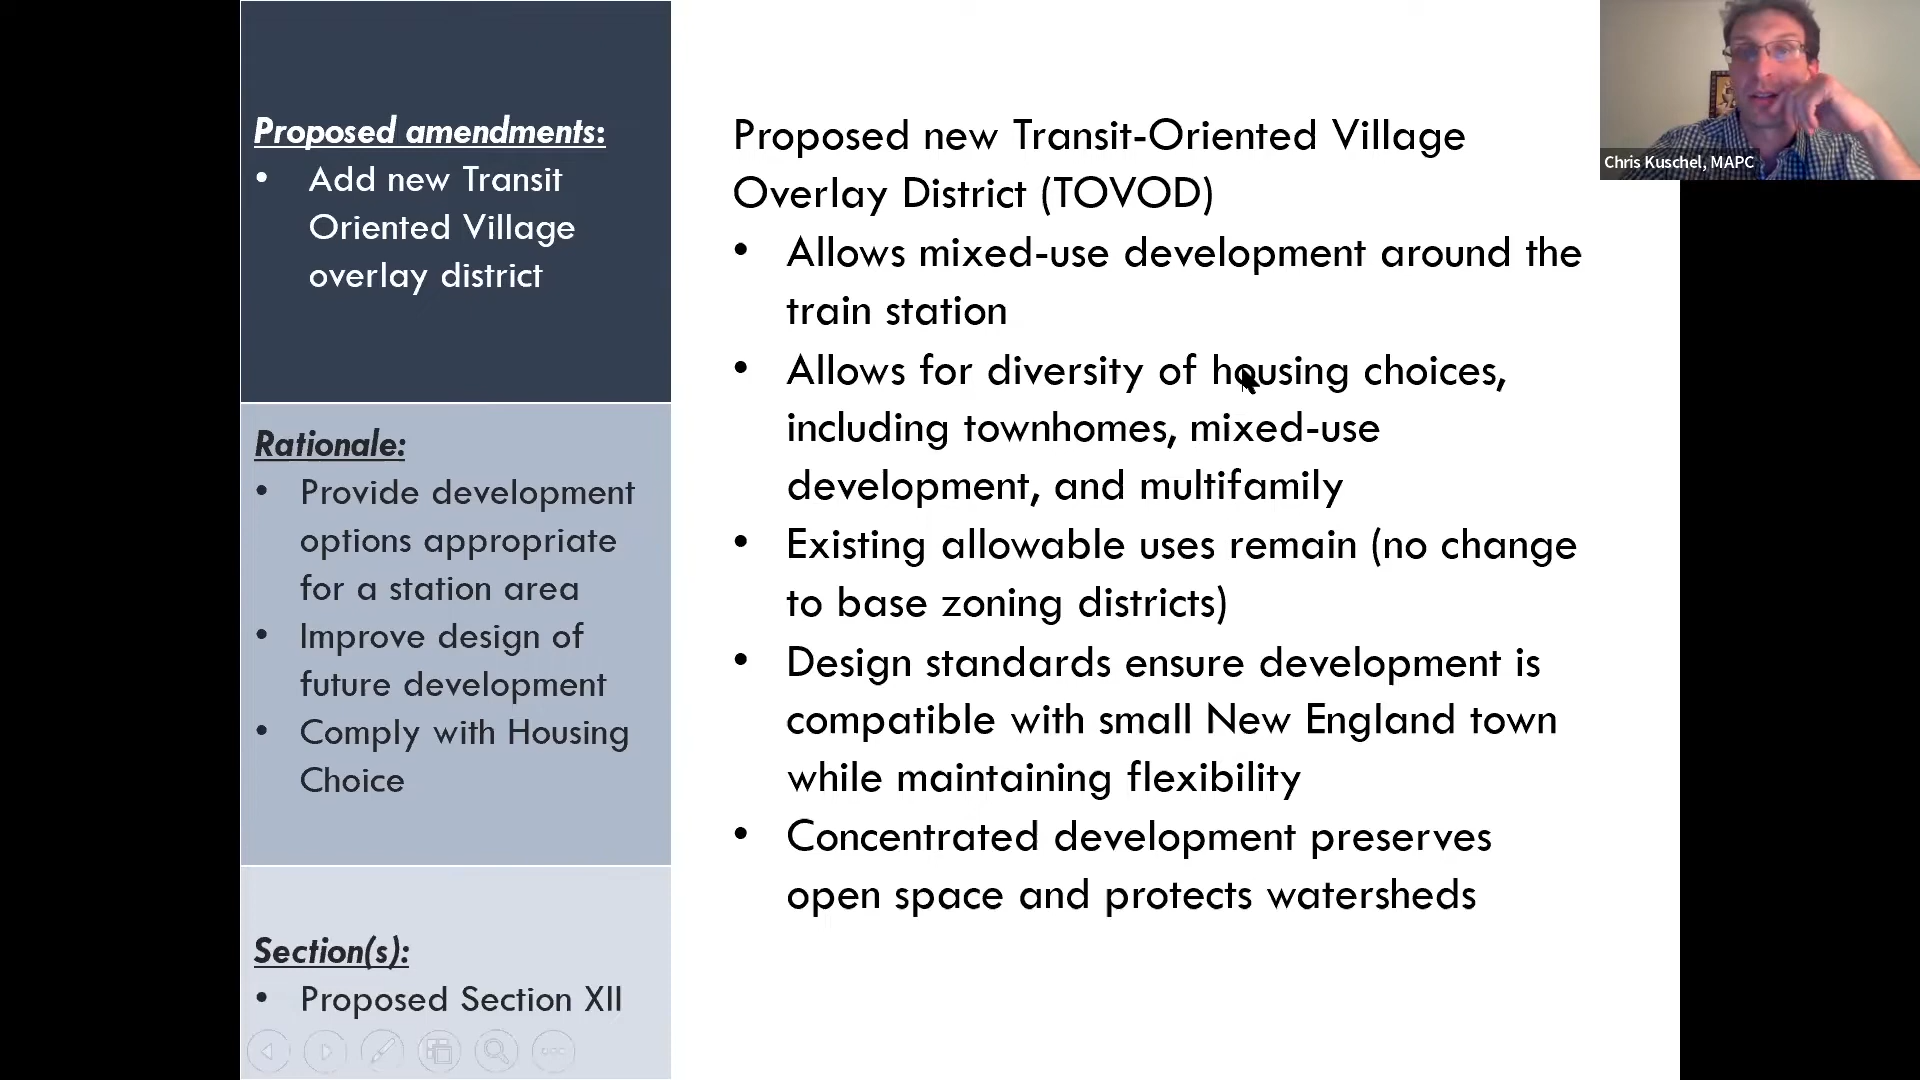 Proposed amendments:
• Add new Transit
Oriented Village
overlay district
Rationale:
• Provide development
options appropriate
for a station area
• Improve design of
future development
• Comply with Housing
Choice
Section(s):
• Proposed Section XII
Proposed new Transit-Oriented Village
Overlay District (TOVOD)
• Allows mixed-use development around the
train station
• Allows for diversity of housing choices,
including townhomes, mixed-use
development, and multifamily
• Existing allowable uses remain (no change
to base zoning districts)
• Design standards ensure development is
compatible with small New England town
while maintaining flexibility
• Concentrated development preserves
open space and protects watersheds
Chris Kuschel, MAPC